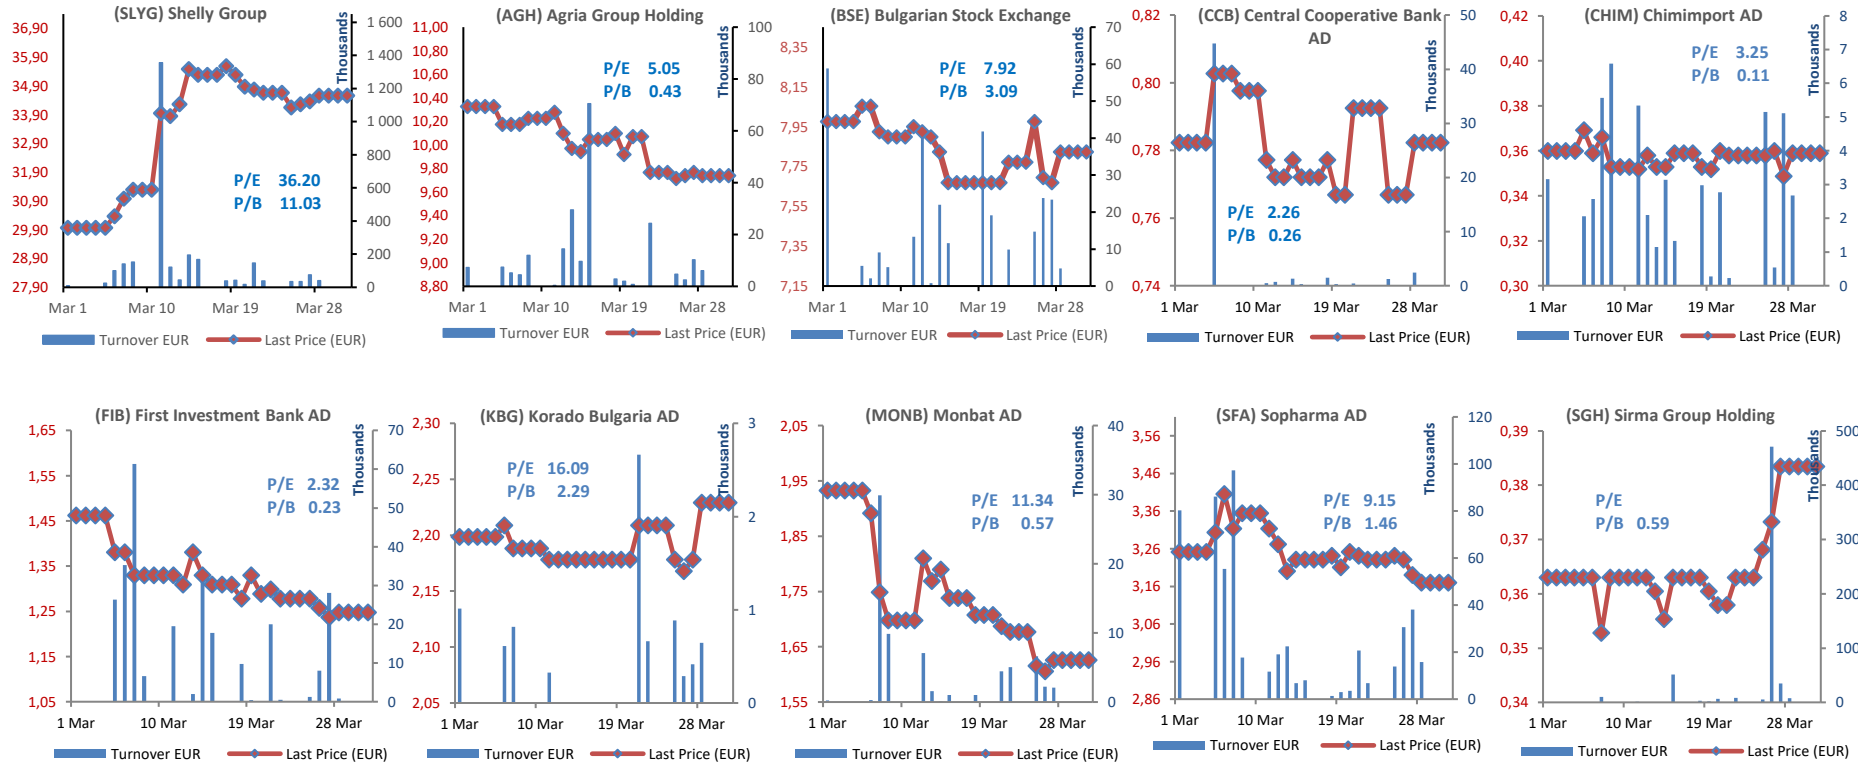 (SLYG) Shelly Group
36,90
35,90
34,90
33,90
32,90
31,90
30,90
29,90
28,90
27,90
1 600
1 400
1 200
1 000
800
600
400
200
0
Thousands
P/E 36.20
P/B 11.03
Mar 1
Mar 10
Mar 19
Mar 28
Turnover EUR
Last Price (EUR)
(AGH) Agria Group Holding
11,00
10,80
10,60
10,40
10,20
10,00
9,80
9,60
9,40
9,20
9,00
8,80
100
80
60
40
20
0
Thousands
P/E 5.05
P/B 0.43
Mar 1
Mar 10
Mar 19
Mar 28
Turnover EUR
Last Price (EUR)
(BSE) Bulgarian Stock Exchange
8,35
8,15
7,95
7,75
7,55
7,35
7,15
70
60
50
40
30
20
10
0
Thousands
P/E 7.92
P/B 3.09
Mar 1
Mar 10
Mar 19
Mar 28
Turnover EUR
Last Price (EUR)
(CCB) Central Cooperative Bank
AD
0,82
0,80
0,78
0,76
0,74
50
40
30
20
10
0
Thousands
P/E 2.26
P/B 0.26
1 Mar
10 Mar
19 Mar
28 Mar
Turnover EUR
Last Price (EUR)
(CHIM) Chimimport AD
0,42
0,40
0,38
0,36
0,34
0,32
0,30
8
7
6
5
4
3
2
1
0
Thousands
P/E 3.25
P/B 0.11
1 Mar
10 Mar
19 Mar
28 Mar
Turnover EUR
Last Price (EUR)
(FIB) First Investment Bank AD
1,65
1,55
1,45
1,35
1,25
1,15
1,05
70
60
50
40
30
20
10
0
Thousands
P/E 2.32
P/B 0.23
1 Mar
10 Mar
19 Mar
28 Mar
Turnover EUR
Last Price (EUR)
(KBG) Korado Bulgaria AD
2,30
2,25
2,20
2,15
2,10
2,05
3
2
1
0
Thousands
P/E 16.09
P/B 2.29
1 Mar
10 Mar
19 Mar
28 Mar
Turnover EUR
Last Price (EUR)
(MONB) Monbat AD
2,05
1,95
1,85
1,75
1,65
1,55
40
30
20
10
0
Thousands
P/E 11.34
P/B 0.57
1 Mar
10 Mar
19 Mar
28 Mar
Turnover EUR
Last Price (EUR)
(SFA) Sopharma AD
3,56
3,46
3,36
3,26
3,16
3,06
2,96
2,86
120
100
80
60
40
20
0
Thousands
P/E 9.15
P/B 1.46
1 Mar
10 Mar
19 Mar
28 Mar
Turnover EUR
Last Price (EUR)
(SGH) Sirma Group Holding
0,39
0,38
0,37
0,36
0,35
0,34
500
400
300
200
100
0
Thousands
P/E
P/B 0.59
1 Mar
10 Mar
19 Mar
28 Mar
Turnover EUR
Last Price (EUR)